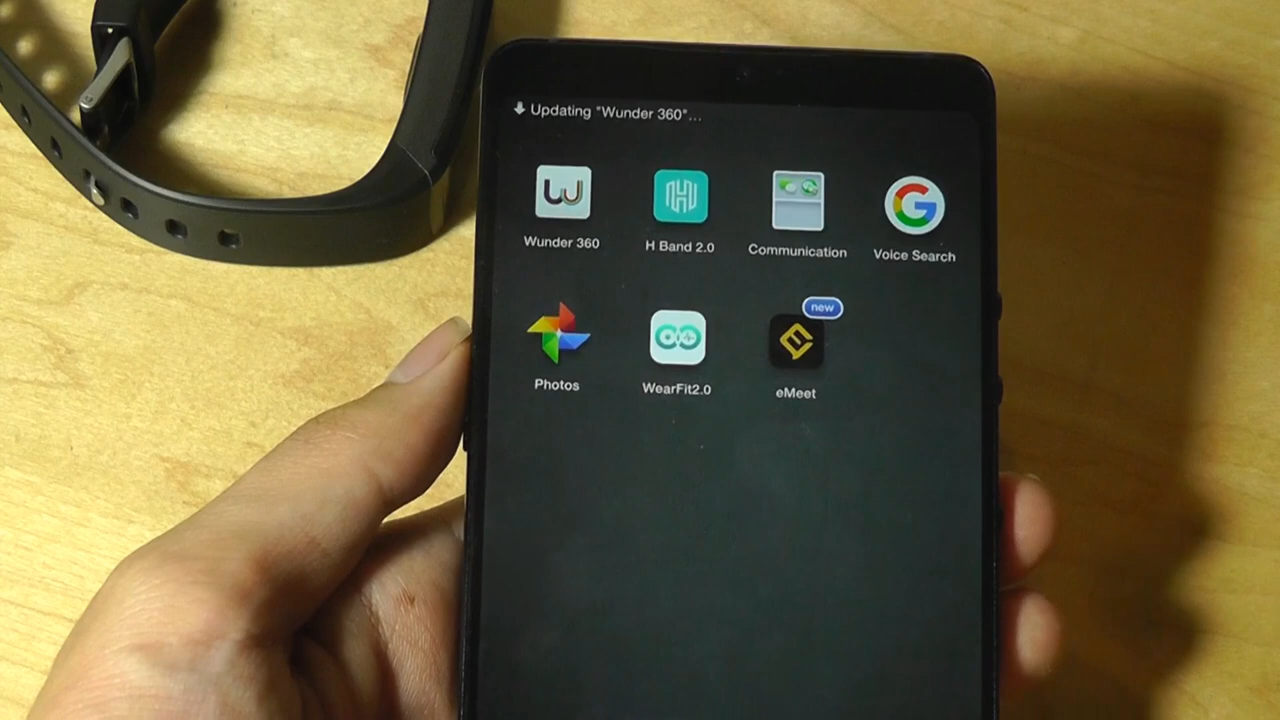 Updating "Wunder 360"...
Wunder 360
H Band 2.0
Communication
Voice Search
new
Photos
WearFit2.0
eMeet